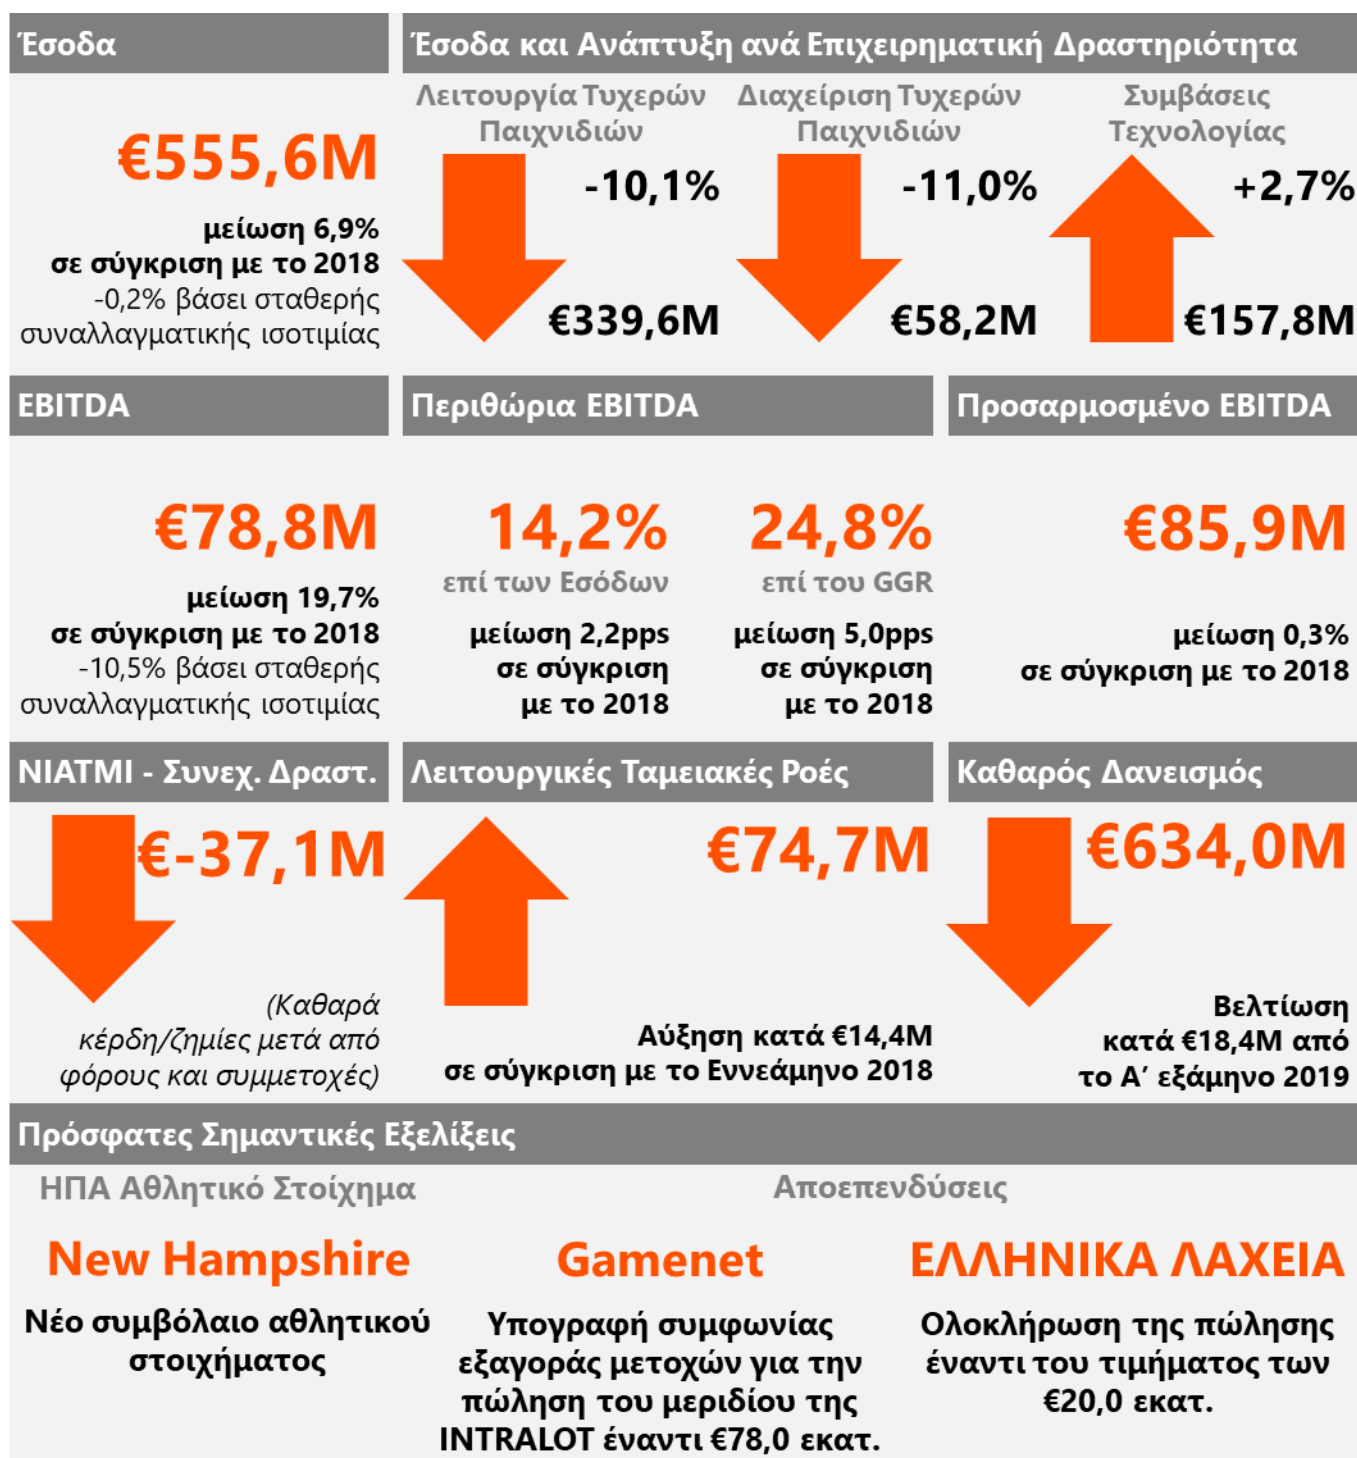 Έσοδα
€555,6M
μείωση 6,9%
σε σύγκριση με το 2018
-0,2% βάσει σταθερής
συναλλαγματικής ισοτιμίας
Έσοδα και Ανάπτυξη ανά Επιχειρηματική Δραστηριότητα
Λειτουργία Τυχερών
Παιχνιδιών
-10,1%
€339,6M
Διαχείριση Τυχερών
Παιχνιδιών
-11,0%
€58,2M
Συμβάσεις
Τεχνολογίας
+2,7%
€157,8M
EBITDA
€78,8M
μείωση 19,7%
σε σύγκριση με το 2018
-10,5% βάσει σταθερής
συναλλαγματικής ισοτιμίας
Περιθώρια EBITDA
14,2%
επί των Εσόδων
μείωση 2,2pps
σε σύγκριση
με το 2018
24,8%
επί του GGR
μείωση 5,0pps
σε σύγκριση
με το 2018
Προσαρμοσμένο EBITDA
€85,9M
μείωση 0,3%
σε σύγκριση με το 2018
NIATMI - Συνεχ. Δραστ.
€-37,1M
(Καθαρά
κέρδη/ζημίες μετά από
φόρους και συμμετοχές)
Λειτουργικές Ταμειακές Ροές
€74,7M
Αύξηση κατά €14,4M
σε σύγκριση με το Εννεάμηνο 2018
Καθαρός Δανεισμός
€634,0M
Βελτίωση
κατά €18,4M από
το Α’ εξάμηνο 2019
Πρόσφατες Σημαντικές Εξελίξεις
ΗΠΑ Αθλητικό Στοίχημα
New Hampshire
Νέο συμβόλαιο αθλητικού
στοιχήματος
Αποεπενδύσεις
Gamenet
Υπογραφή συμφωνίας
εξαγοράς μετοχών για την
πώληση του μεριδίου της
INTRALOT έναντι €78,0 εκατ.
ΕΛΛΗΝΙΚΑ ΛΑΧΕΙΑ
Ολοκλήρωση της πώλησης
έναντι του τιμήματος των
€20,0 εκατ.